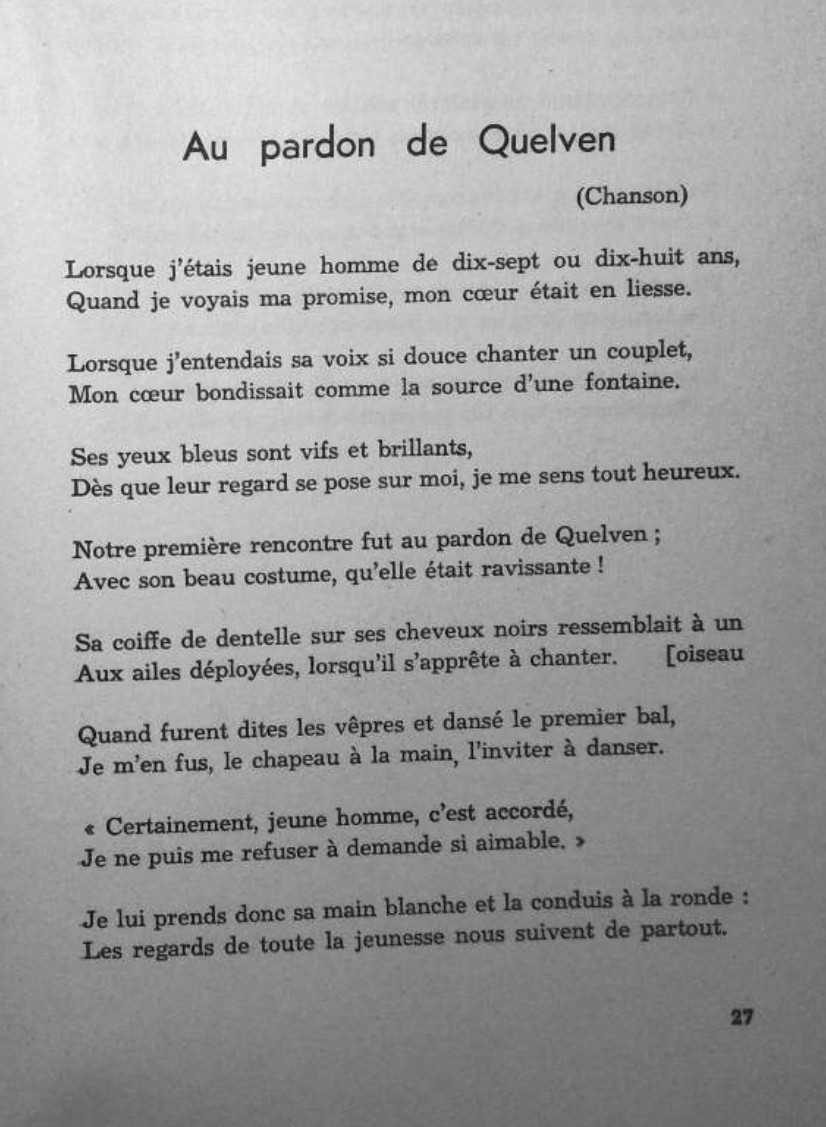 Au pardon de Quelven
(Chanson)
Lorsque j'étais jeune homme de dix-sept ou dix-huit ans,
Quand je voyais ma promise, mon cœur était en liesse.
Lorsque j'entendais sa voix si douce chanter un couplet,
Mon cœur bondissait comme la source d'une fontaine.
Ses yeux bleus sont vifs et brillants,
Dès que leur regard se pose sur moi, je me sens tout heureux.
Notre première rencontre fut au pardon de Quelven ;
Avec son beau costume, qu'elle était ravissante !
Sa coiffe de dentelle sur ses cheveux noirs ressemblait à un
Aux ailes déployées, lorsqu'il s'apprête à chanter. [oiseau
Quand furent dites les vêpres et dansé le premier bal,
Je m'en fus, le chapeau à la main, l'inviter à danser.
« Certainement, jeune homme, c'est accordé,
Je ne puis me refuser à demande si aimable. »
Je lui prends donc sa main blanche et la conduis à la ronde :
Les regards de toute la jeunesse nous suivent de partout.
27